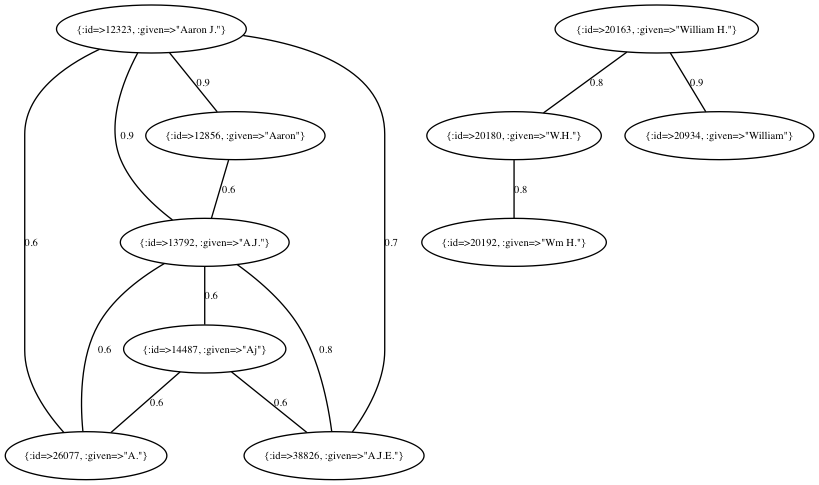 {:id=>12323, :given=>"Aaron J."}
{:id=>20163, :given=>"William H."}
0.9
0.8
0.9
0.9
{:id=>12856, :given=>"Aaron"}
{:id=>20180, :given=>"W.H."}
{:id=>20934, :given=>"William"}
0.6
0.8
0.6
{:id=>13792, :given=>"A.J."}
0.7
{:id=>20192, :given=>"Wm H."}
0.6
0.6
{:id=>14487, :given=>"Aj"}
0.8
0.6
0.6
{:id=>26077, :given=>"A."}
{:id=>38826, :given=>"A.J.E."}